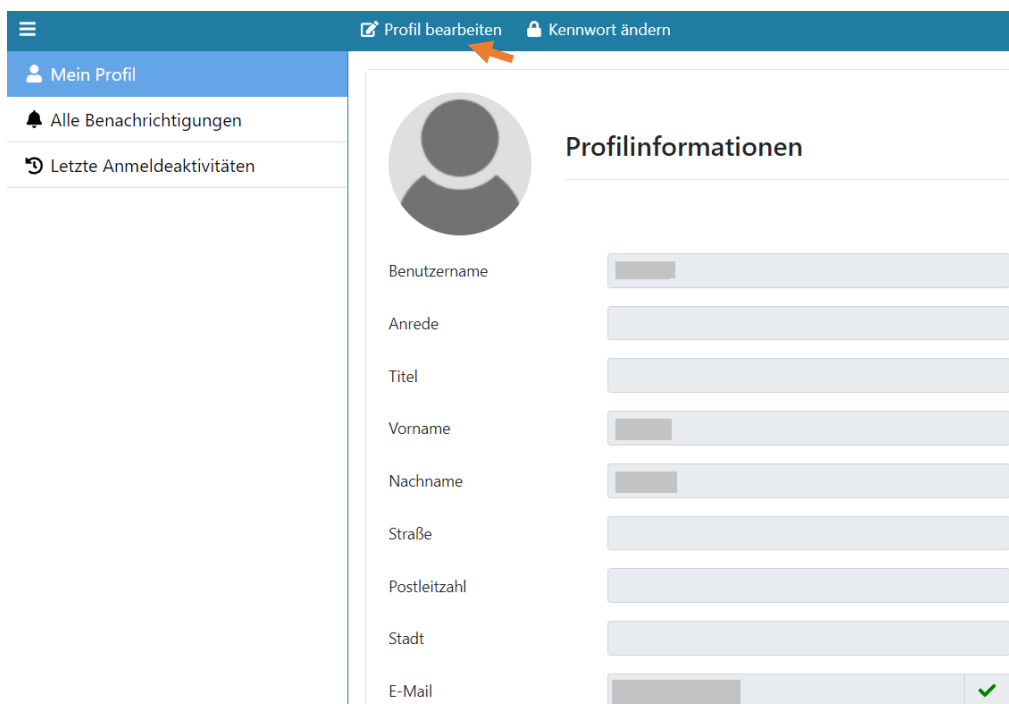 Profil bearbeiten Kennwort ändern
Mein Profil
Alle Benachrichtigungen
Letzte Anmeldeaktivitäten
Profilinformationen
Benutzername
Anrede
Titel
Vorname
Nachname
Straße
Postleitzahl
Stadt
E-Mail